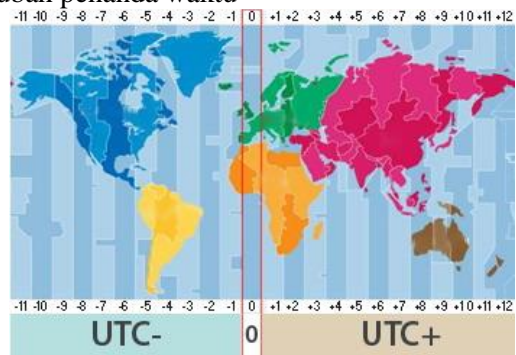 penanda waktu
-11 -10 -9 -8 -7 -6 -5 -4 -3 -2 -1 0 +1 +2 +3 +4 +5 +6 +7 +8 +9 +10 +11 +12
-11 -10 -9 -8 -7 -6 -5 -4 -3 -2 -1 0 +1 +2 +3 +4 +5 +6 +7 +8 +9 +10 +11 +12
UTC- 0 UTC+